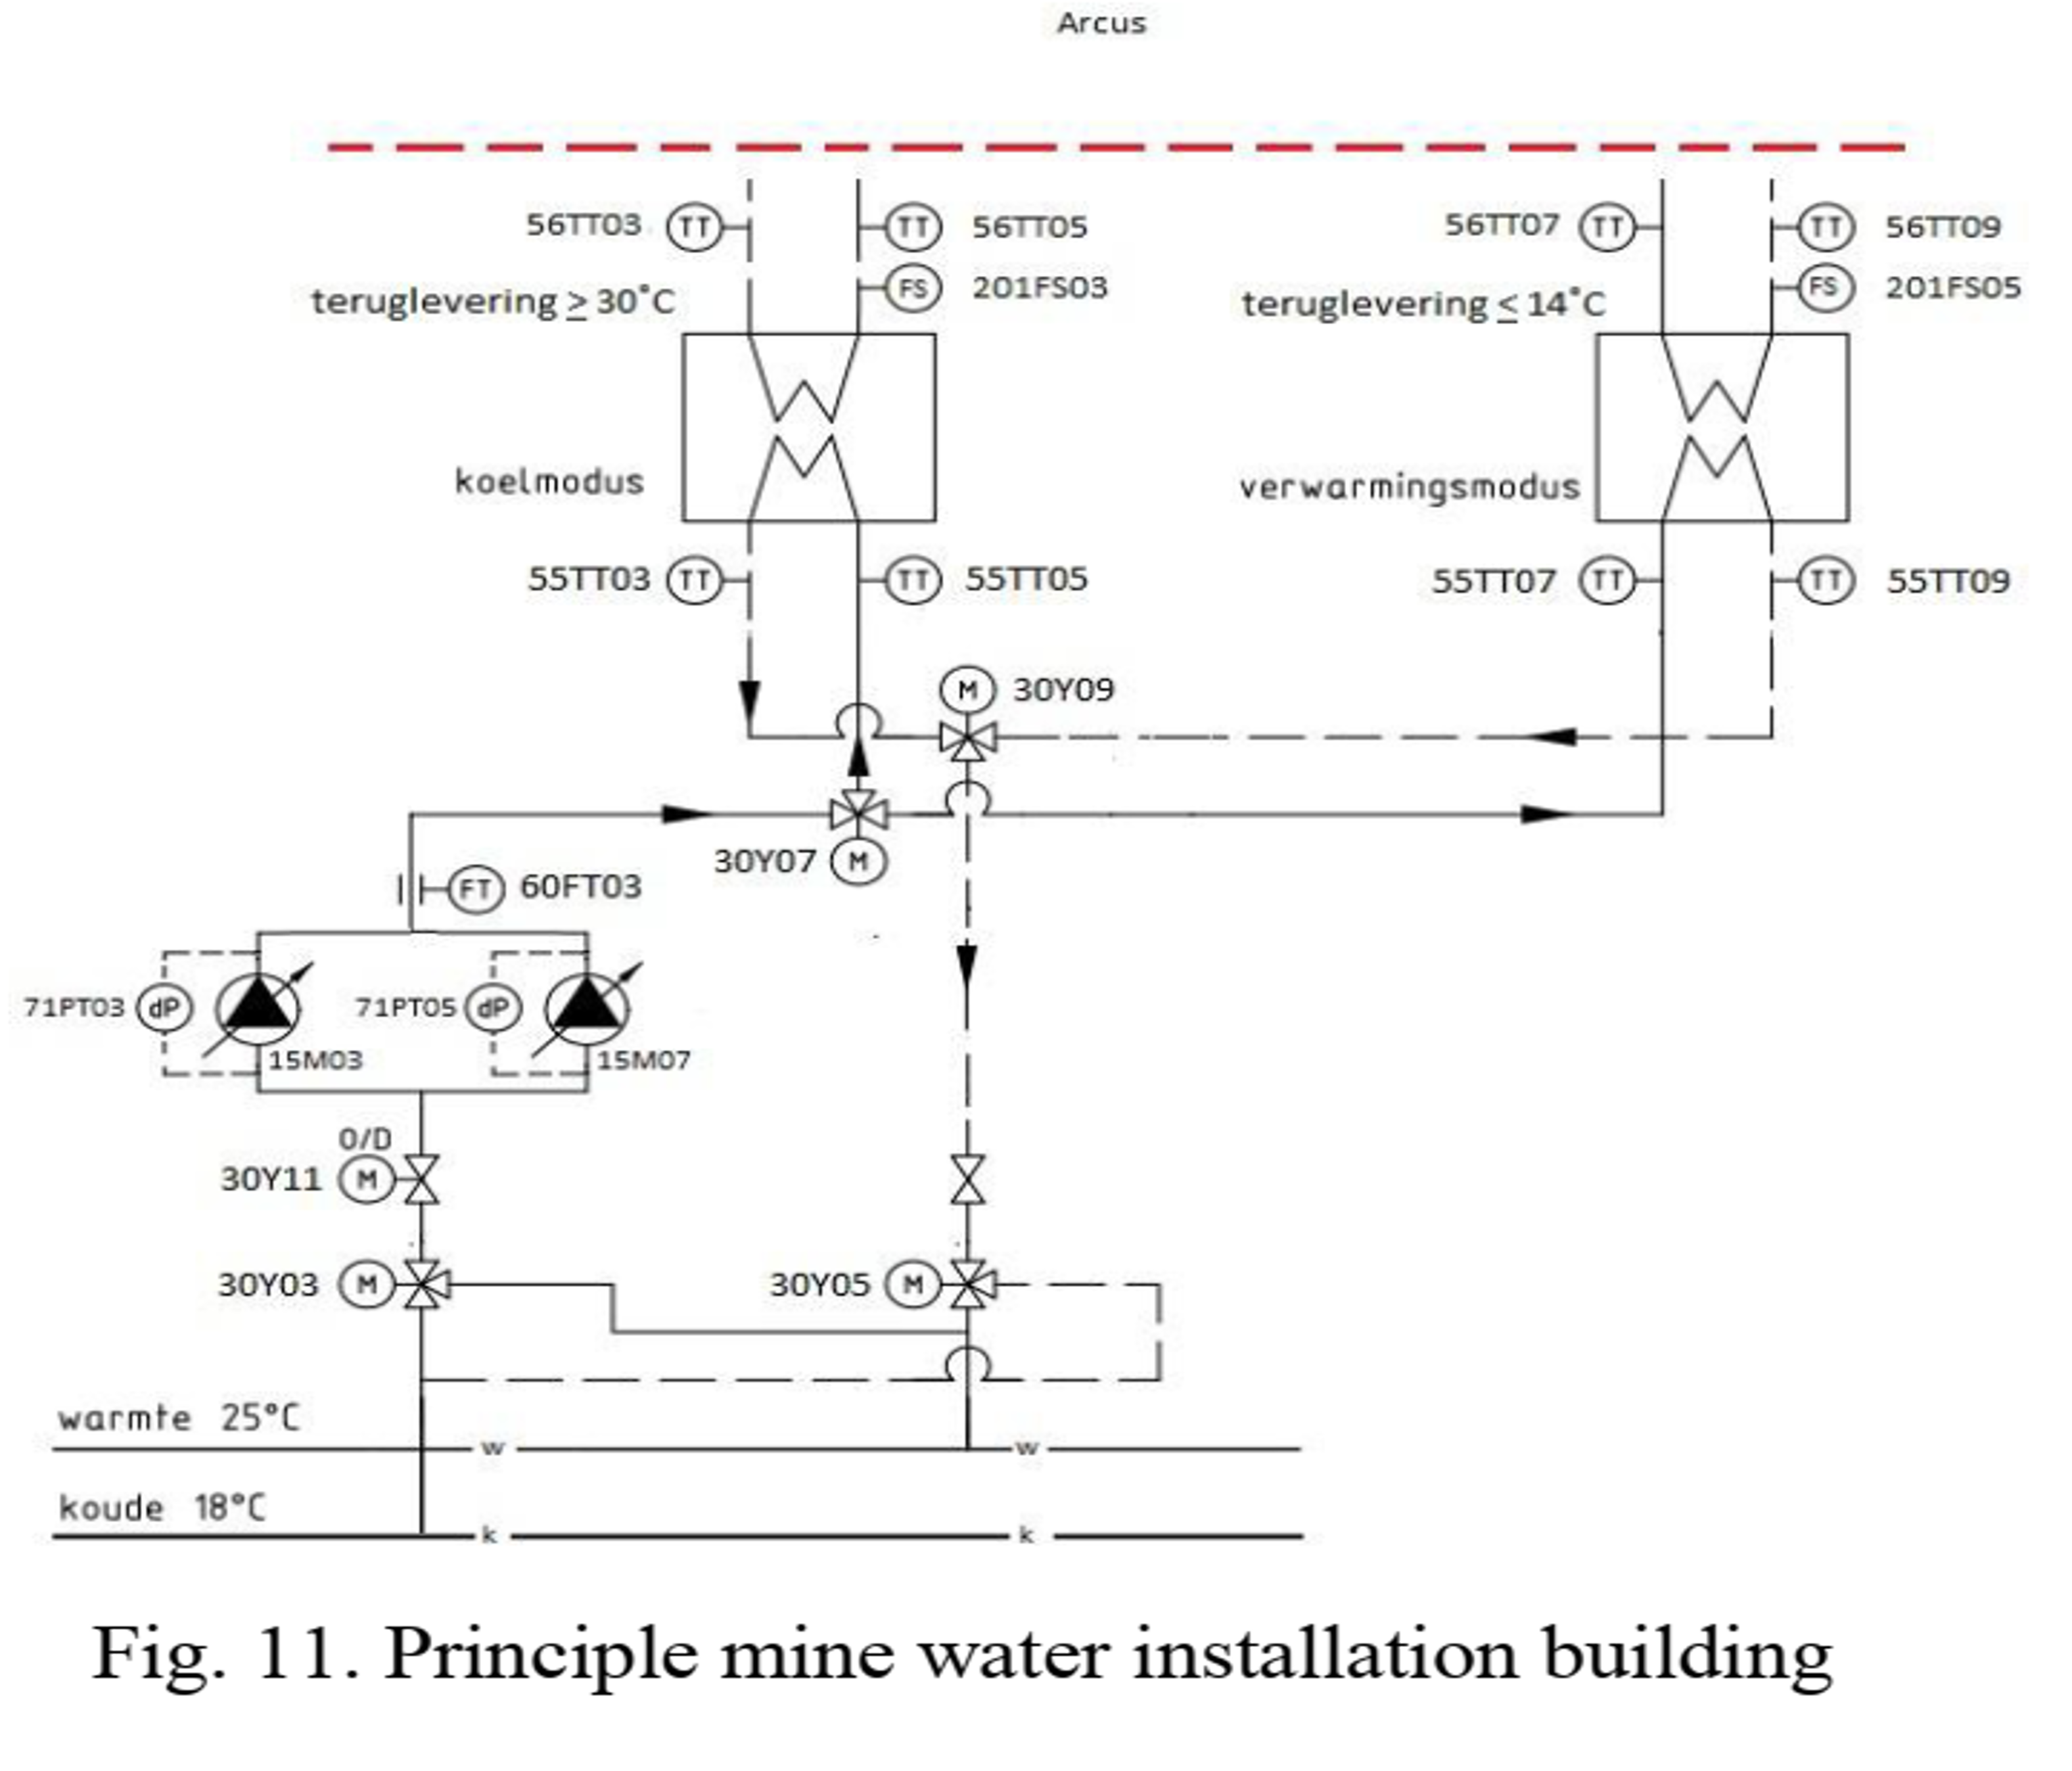 Arcus
56TT03 TT TT 56TT05 56TT07 TT TT 56TT09
FS 201FS03 FS 201FS05
teruglevering ≥ 30°C teruglevering ≤ 14°C
koelmodus verwarmingsmodus
55TT03 TT TT 55TT05 55TT07 TT TT 55TT09
M 30Y09
30Y07 M
FT 60FT03
71PT03 dP 71PT05 dP
15M03 15M07
O/D
30Y11 M
30Y03 M 30Y05 M
warmte 25°C
w w
koude 18°C
k k
Fig. 11. Principle mine water installation building